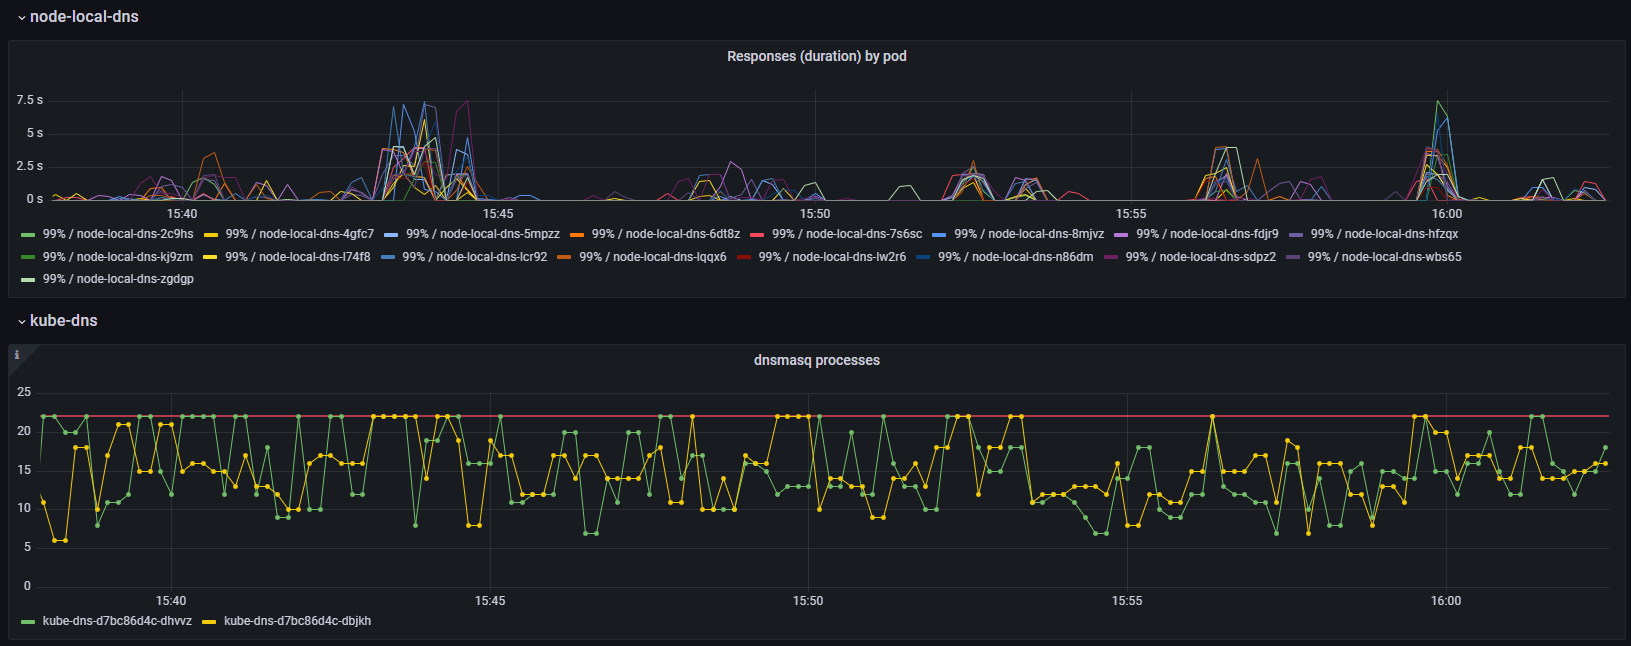 node-local-dns
Responses (duration) by pod
7.5 s
5 s
2.5 s
0 s
15:40 15:45 15:50 15:55 16:00
99% / node-local-dns-2c9hs 99% / node-local-dns-4gfc7 99% / node-local-dns-5mpzz 99% / node-local-dns-6dt8z 99% / node-local-dns-7s6sc 99% / node-local-dns-8mjvz 99% / node-local-dns-fdjr9 99% / node-local-dns-hfzqx
99% / node-local-dns-kj9zm 99% / node-local-dns-l74f8 99% / node-local-dns-lcr92 99% / node-local-dns-lqqx6 99% / node-local-dns-lw2r6 99% / node-local-dns-n86dm 99% / node-local-dns-sdpz2 99% / node-local-dns-wbs65
99% / node-local-dns-zgdgp
kube-dns
i
dnsmasq processes
25
20
15
10
5
0
15:40 15:45 15:50 15:55 16:00
kube-dns-d7bc86d4c-dhvvz kube-dns-d7bc86d4c-dbjkh